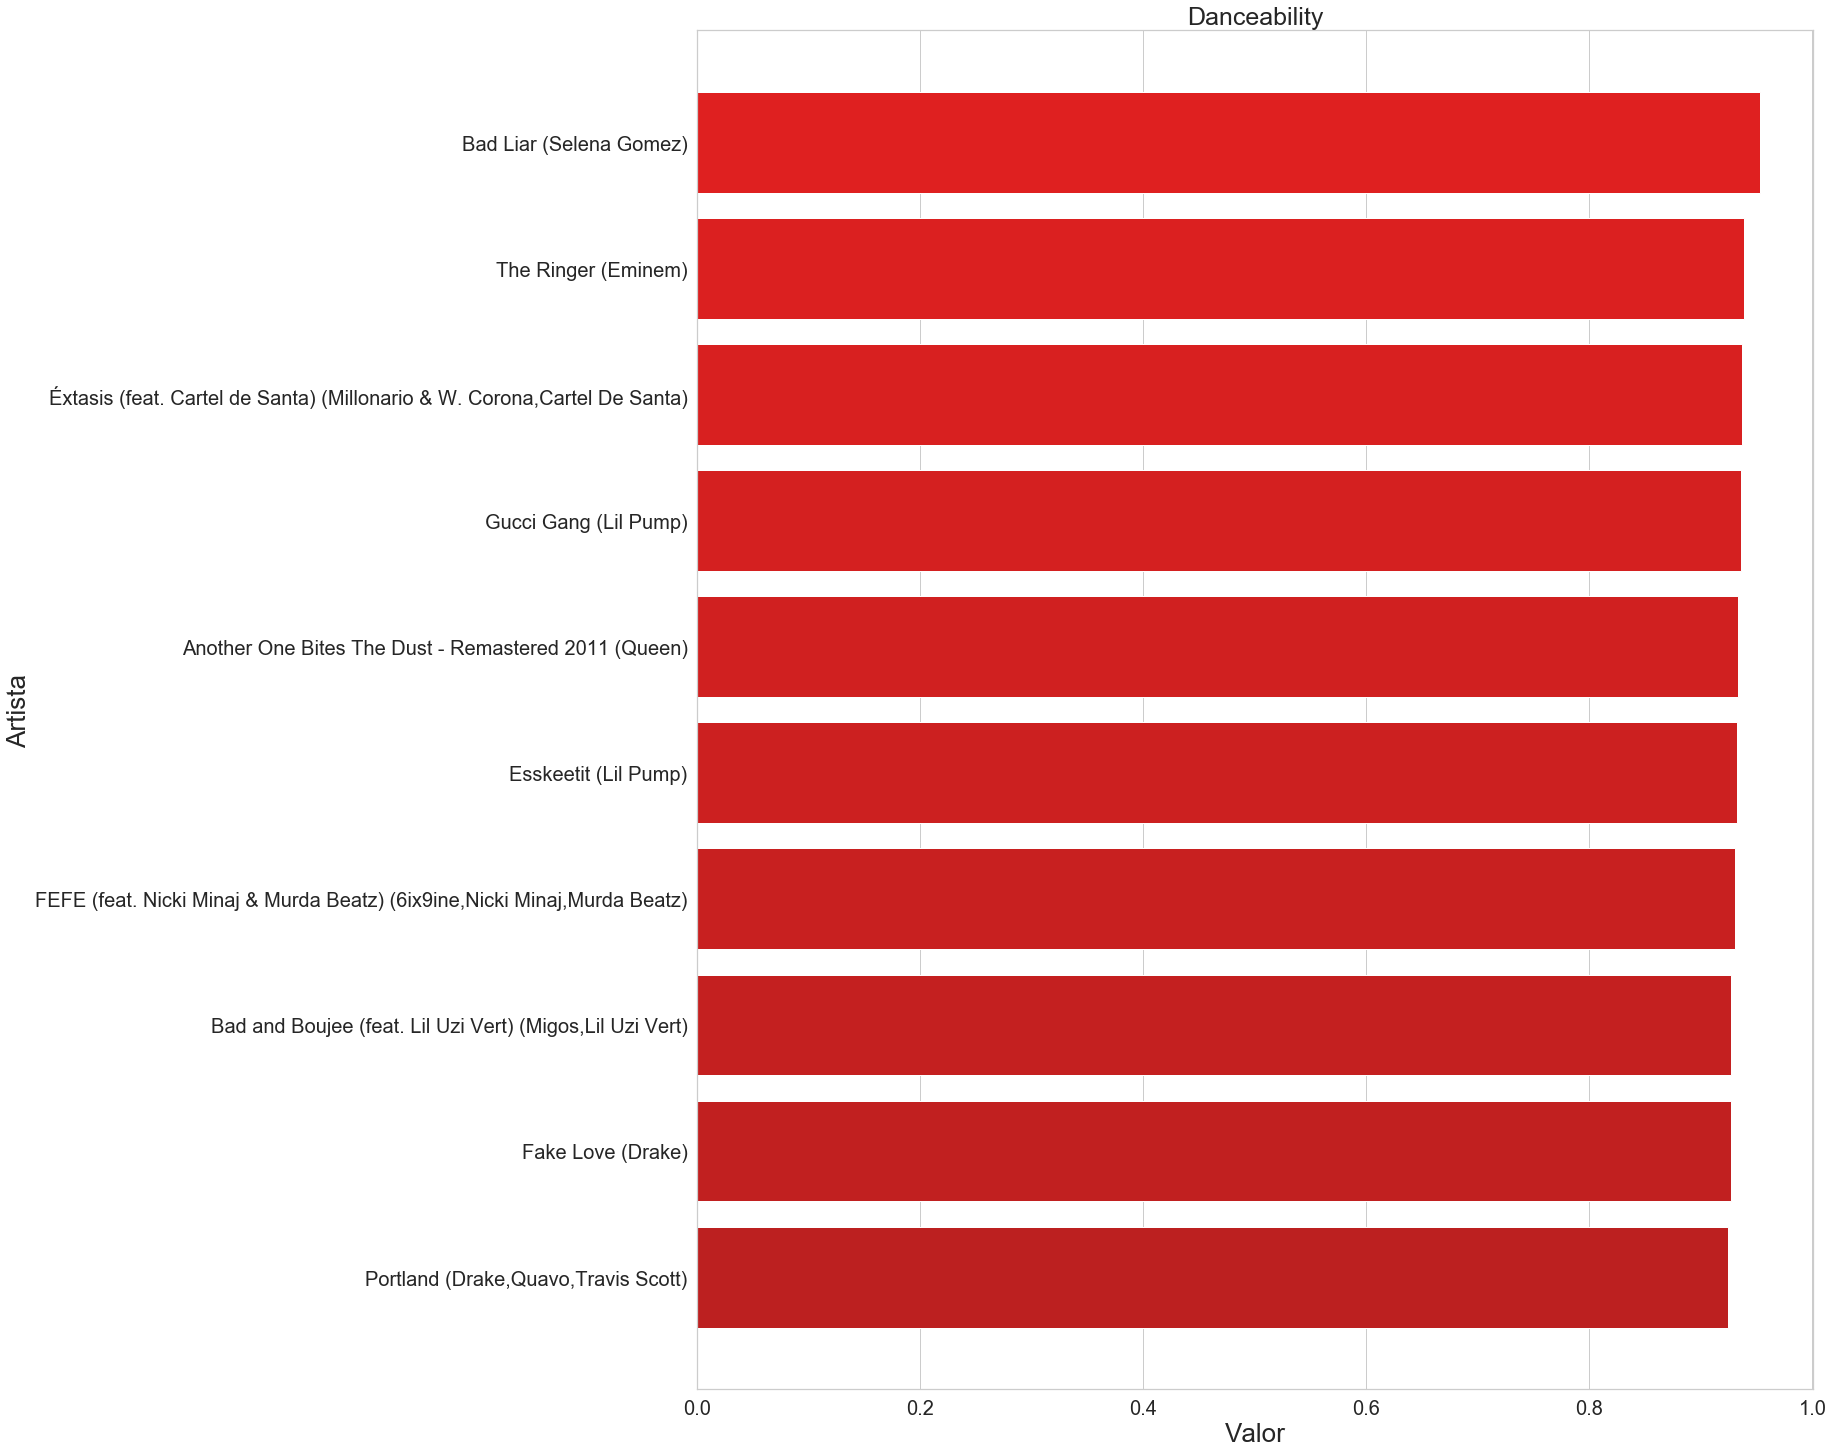 Danceability
Bad Liar (Selena Gomez)
The Ringer (Eminem)
Éxtasis (feat. Cartel de Santa) (Millonario & W. Corona,Cartel De Santa)
Gucci Gang (Lil Pump)
Another One Bites The Dust - Remastered 2011 (Queen)
Artista
Esskeetit (Lil Pump)
FEFE (feat. Nicki Minaj & Murda Beatz) (6ix9ine,Nicki Minaj,Murda Beatz)
Bad and Boujee (feat. Lil Uzi Vert) (Migos,Lil Uzi Vert)
Fake Love (Drake)
Portland (Drake,Quavo,Travis Scott)
0.0 0.2 0.4 0.6 0.8 1.0
Valor